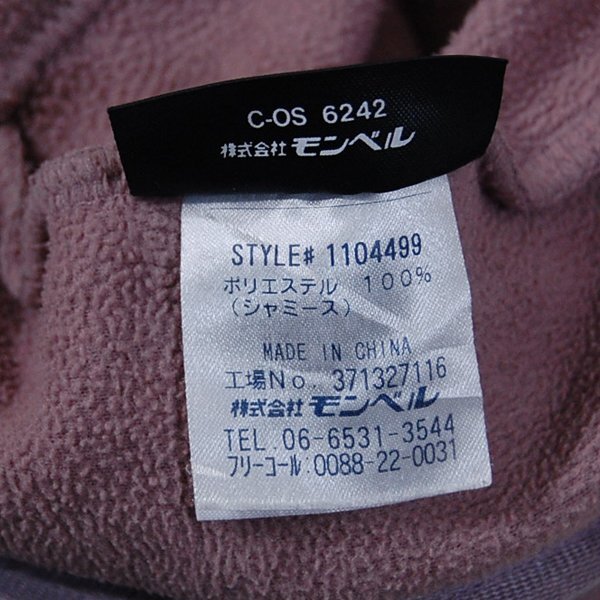 C-OS 6242
株式会社 モンベル
STYLE# 1104499
ポリエステル 100%
(シャミース)
MADE IN CHINA
工場No. 371327116
株式会社 モンベル
TEL. 06-6531-3544
フリーコール:0088-22-0031